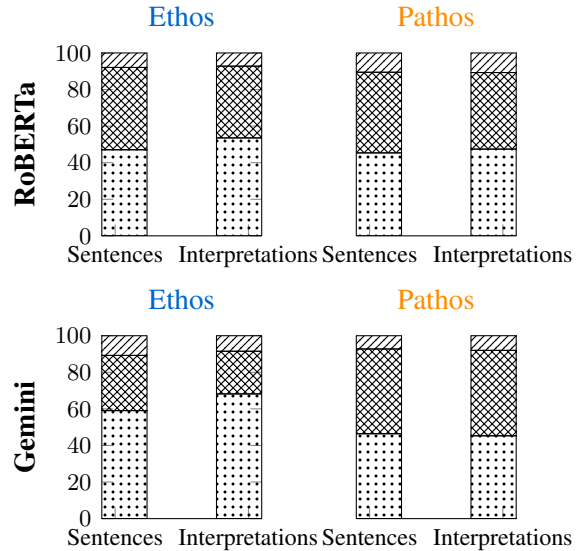 Ethos Pathos
RoBERTa
100
80
60
40
20
0
Sentences Interpretations Sentences Interpretations
Ethos Pathos
Gemini
100
80
60
40
20
0
Sentences Interpretations Sentences Interpretations